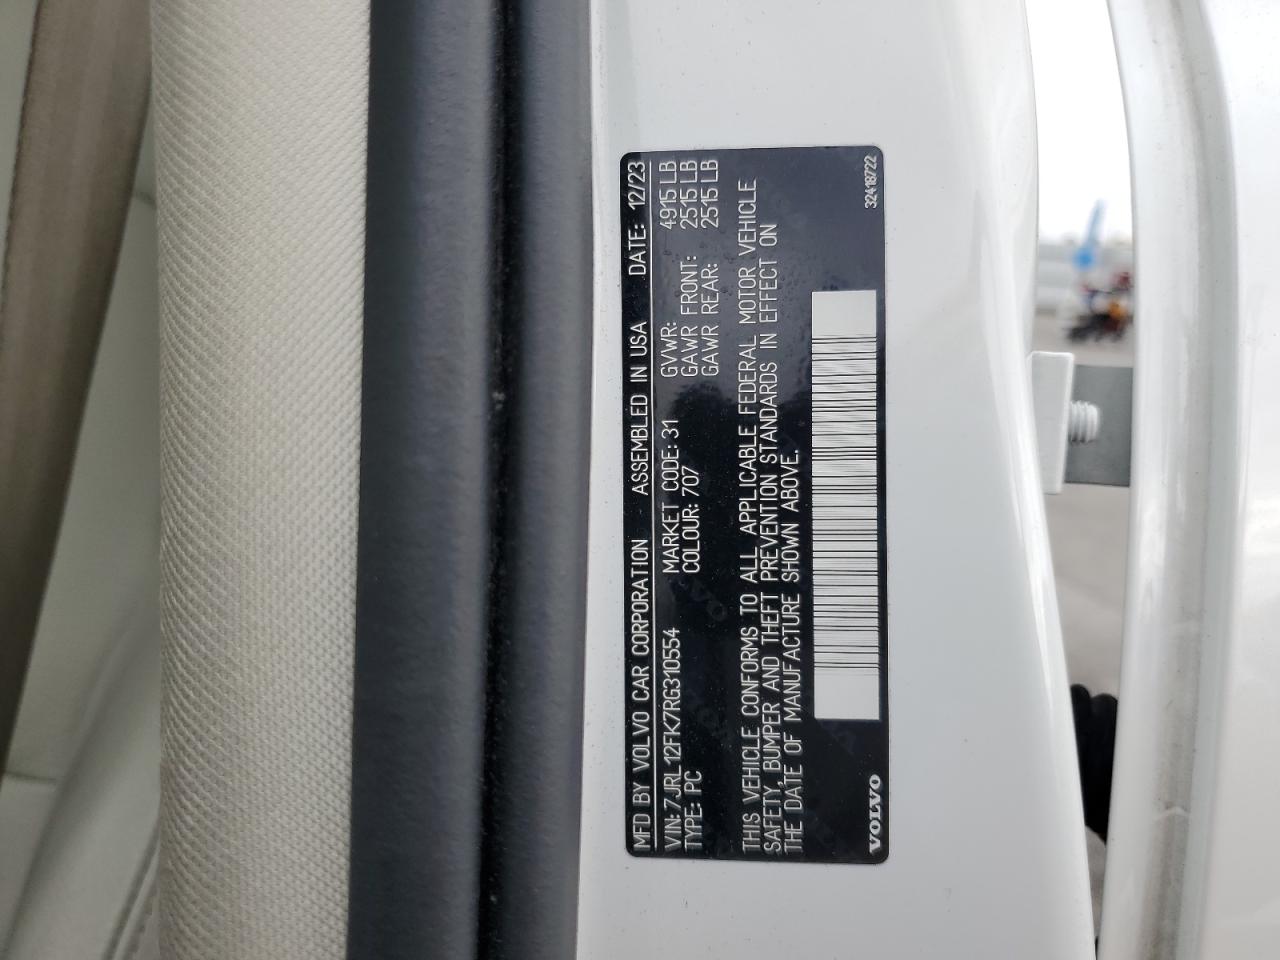 MFD BY VOLVO CAR CORPORATION - ASSEMBLED IN USA DATE: 12/23
VIN: 7JRL12FK7RG310554 MARKET CODE: 31 GVWR: 4915 LB
TYPE: PC COLOUR: 707 GAWR FRONT: 2515 LB
GAWR REAR: 2515 LB
THIS VEHICLE CONFORMS TO ALL APPLICABLE FEDERAL MOTOR VEHICLE
SAFETY, BUMPER AND THEFT PREVENTION STANDARDS IN EFFECT ON
THE DATE OF MANUFACTURE SHOWN ABOVE.
VOLVO 32418722